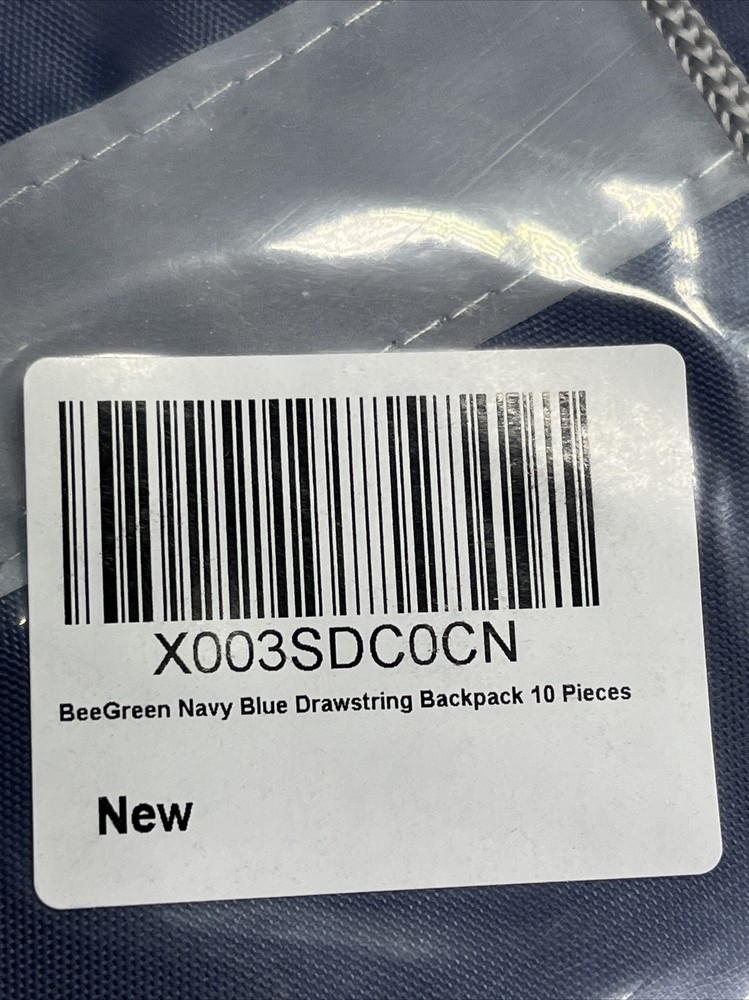 X003SDC0CN
BeeGreen Navy Blue Drawstring Backpack 10 Pieces
New